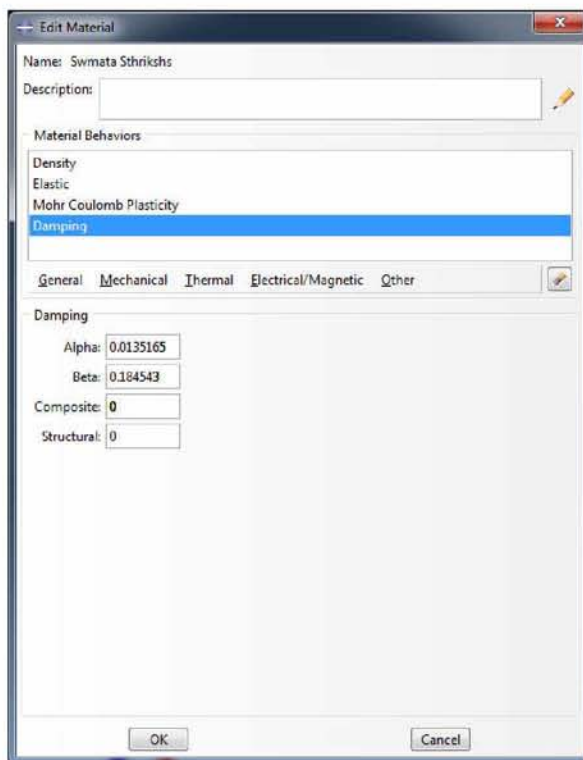 Edit Material
Name: Swmata Sthrikshs
Description:
Material Behaviors
Density
Elastic
Mohr Coulomb Plasticity
Damping
General Mechanical Thermal Electrical/Magnetic Other
Damping
Alpha: 0.0135165
Beta: 0.184543
Composite: 0
Structural: 0
OK Cancel